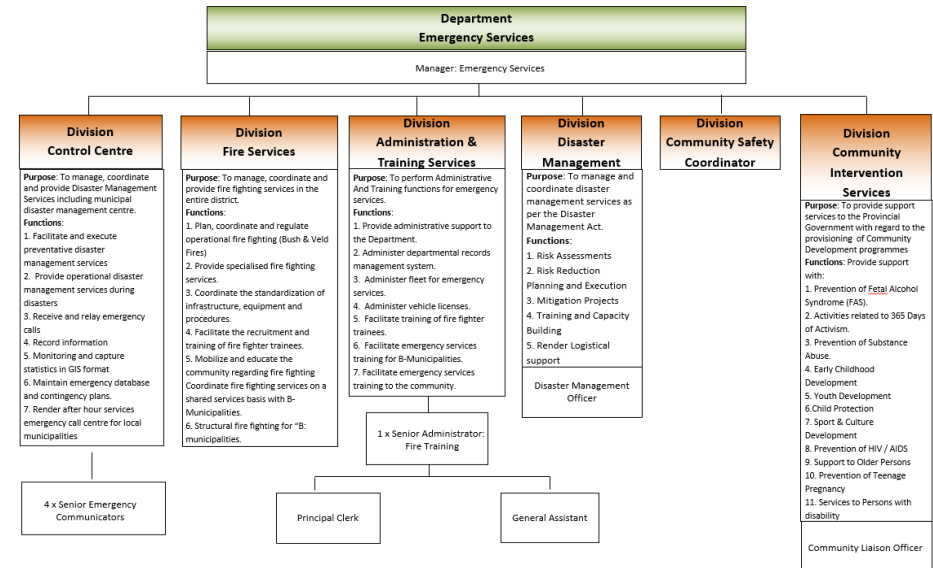 Department
Emergency Services
Manager: Emergency Services
Division
Control Centre
Purpose: To manage, coordinate
and provide Disaster Management
Services including municipal
disaster management centre.
Functions:
1. Facilitate and execute
preventative disaster
management services
2. Provide operational disaster
management services during
disasters
3. Receive and relay emergency
calls
4. Record information
5. Monitoring and capture
statistics in GIS format
6. Maintain emergency database
and contingency plans.
7. Render after hour services
emergency call centre for local
municipalities
4 x Senior Emergency
Communicators
Division
Fire Services
Purpose: To manage, coordinate and
provide fire fighting services in the
entire district.
Functions:
1. Plan, coordinate and regulate
operational fire fighting (Bush & Veld
Fires)
2. Provide specialised fire fighting
services.
3. Coordinate the standardization of
infrastructure, equipment and
procedures.
4. Facilitate the recruitment and
training of fire fighter trainees.
5. Mobilize and educate the
community regarding fire fighting
Coordinate fire fighting services on a
shared services basis with B-
Municipalities.
6. Structural fire fighting for "B:
municipalities.
Division
Administration &
Training Services
Purpose: To perform Administrative
And Training functions for emergency
services.
Functions:
1. Provide administrative support to
the Department.
2. Administer departmental records
management system.
3. Administer fleet for emergency
services.
4. Administer vehicle licenses.
5. Facilitate training of fire fighter
trainees.
6. Facilitate emergency services
training for B-Municipalities.
7. Facilitate emergency services
training to the community.
1 x Senior Administrator:
Fire Training
Principal Clerk
General Assistant
Division
Disaster
Management
Purpose: To manage and
coordinate disaster
management services as
per the Disaster
Management Act.
Functions:
1. Risk Assessments
2. Risk Reduction
Planning and Execution
3. Mitigation Projects
4. Training and Capacity
Building
5. Render Logistical
support
Disaster Management
Officer
Division
Community Safety
Coordinator
Division
Community
Intervention
Services
Purpose: To provide support
services to the Provincial
Government with regard to the
provisioning of Community
Development programmes
Functions: Provide support
with:
1. Prevention of Fetal Alcohol
Syndrome (FAS).
2. Activities related to 365 Days
of Activism.
3. Prevention of Substance
Abuse.
4. Early Childhood
Development
5. Youth Development
6.Child Protection
7. Sport & Culture
Development
8. Prevention of HIV / AIDS
9. Support to Older Persons
10. Prevention of Teenage
Pregnancy
11. Services to Persons with
disability
Community Liaison Officer